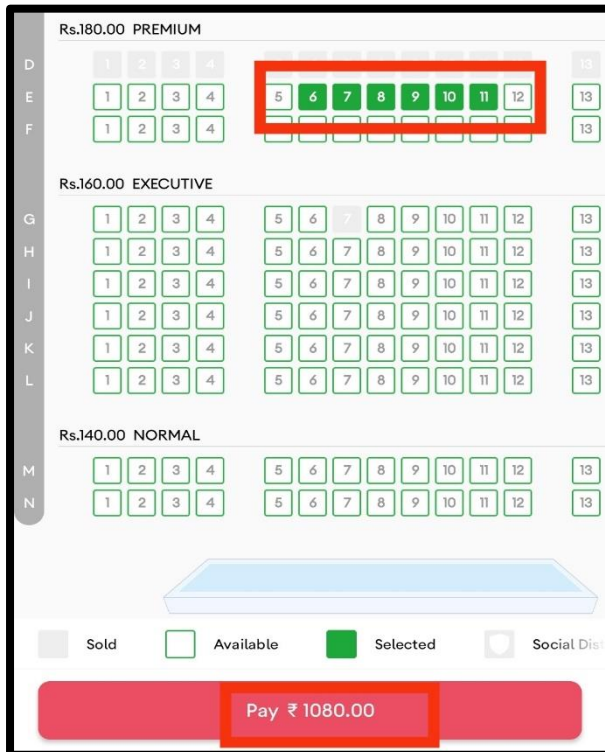 Rs.180.00 PREMIUM
D 1 2 3 4 13
E 1 2 3 4 5 6 7 8 9 10 11 12 13
F 1 2 3 4 13
Rs.160.00 EXECUTIVE
G 1 2 3 4 5 6 7 8 9 10 11 12 13
H 1 2 3 4 5 6 7 8 9 10 11 12 13
I 1 2 3 4 5 6 7 8 9 10 11 12 13
J 1 2 3 4 5 6 7 8 9 10 11 12 13
K 1 2 3 4 5 6 7 8 9 10 11 12 13
L 1 2 3 4 5 6 7 8 9 10 11 12 13
Rs.140.00 NORMAL
M 1 2 3 4 5 6 7 8 9 10 11 12 13
N 1 2 3 4 5 6 7 8 9 10 11 12 13
Sold Available Selected Social Dis
Pay ₹ 1080.00